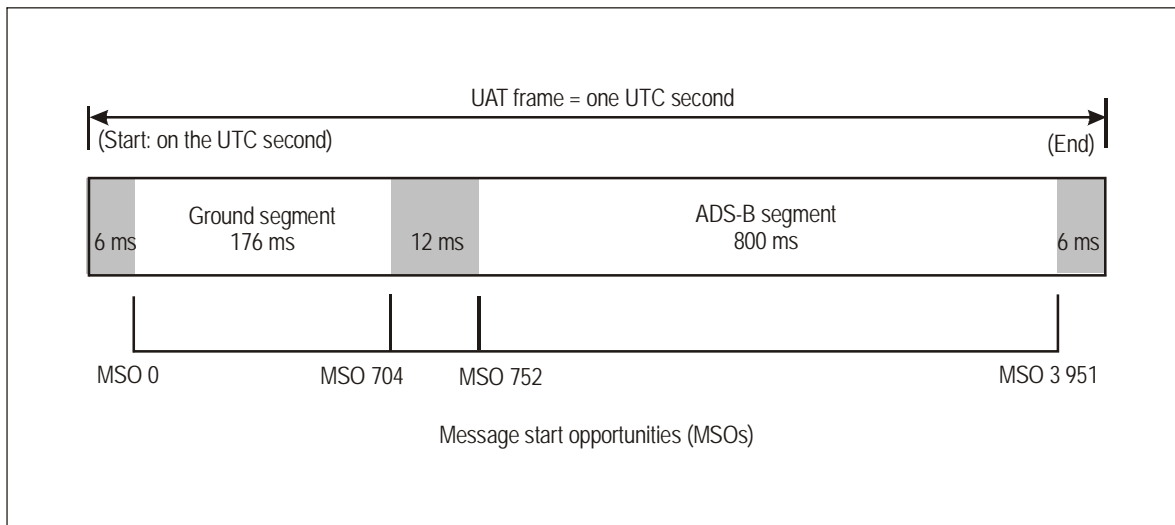 UAT frame = one UTC second
(Start: on the UTC second)
(End)
6 ms
Ground segment
176 ms
12 ms
ADS-B segment
800 ms
6 ms
MSO 0
MSO 704
MSO 752
MSO 3 951
Message start opportunities (MSOs)